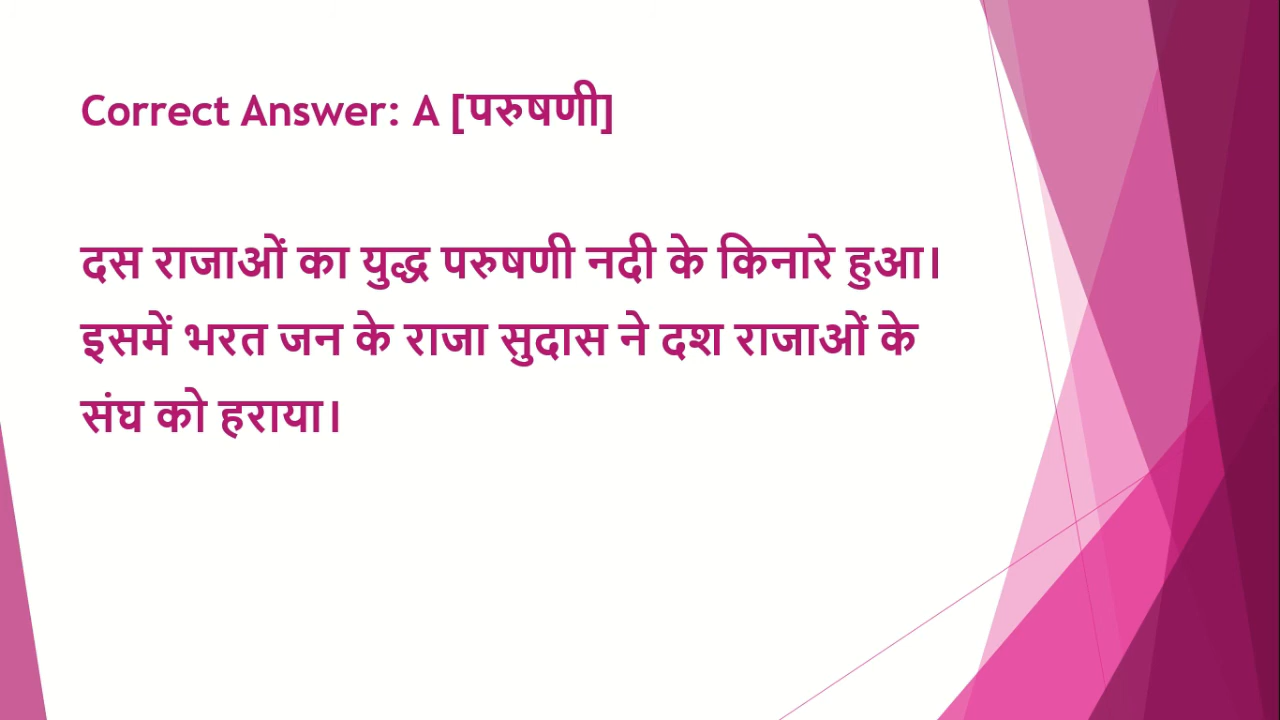 Correct Answer: A [परुषणी]
दस राजाओं का युद्ध परुषणी नदी के किनारे हुआ।
इसमें भरत जन के राजा सुदास ने दश राजाओं के
संघ को हराया।